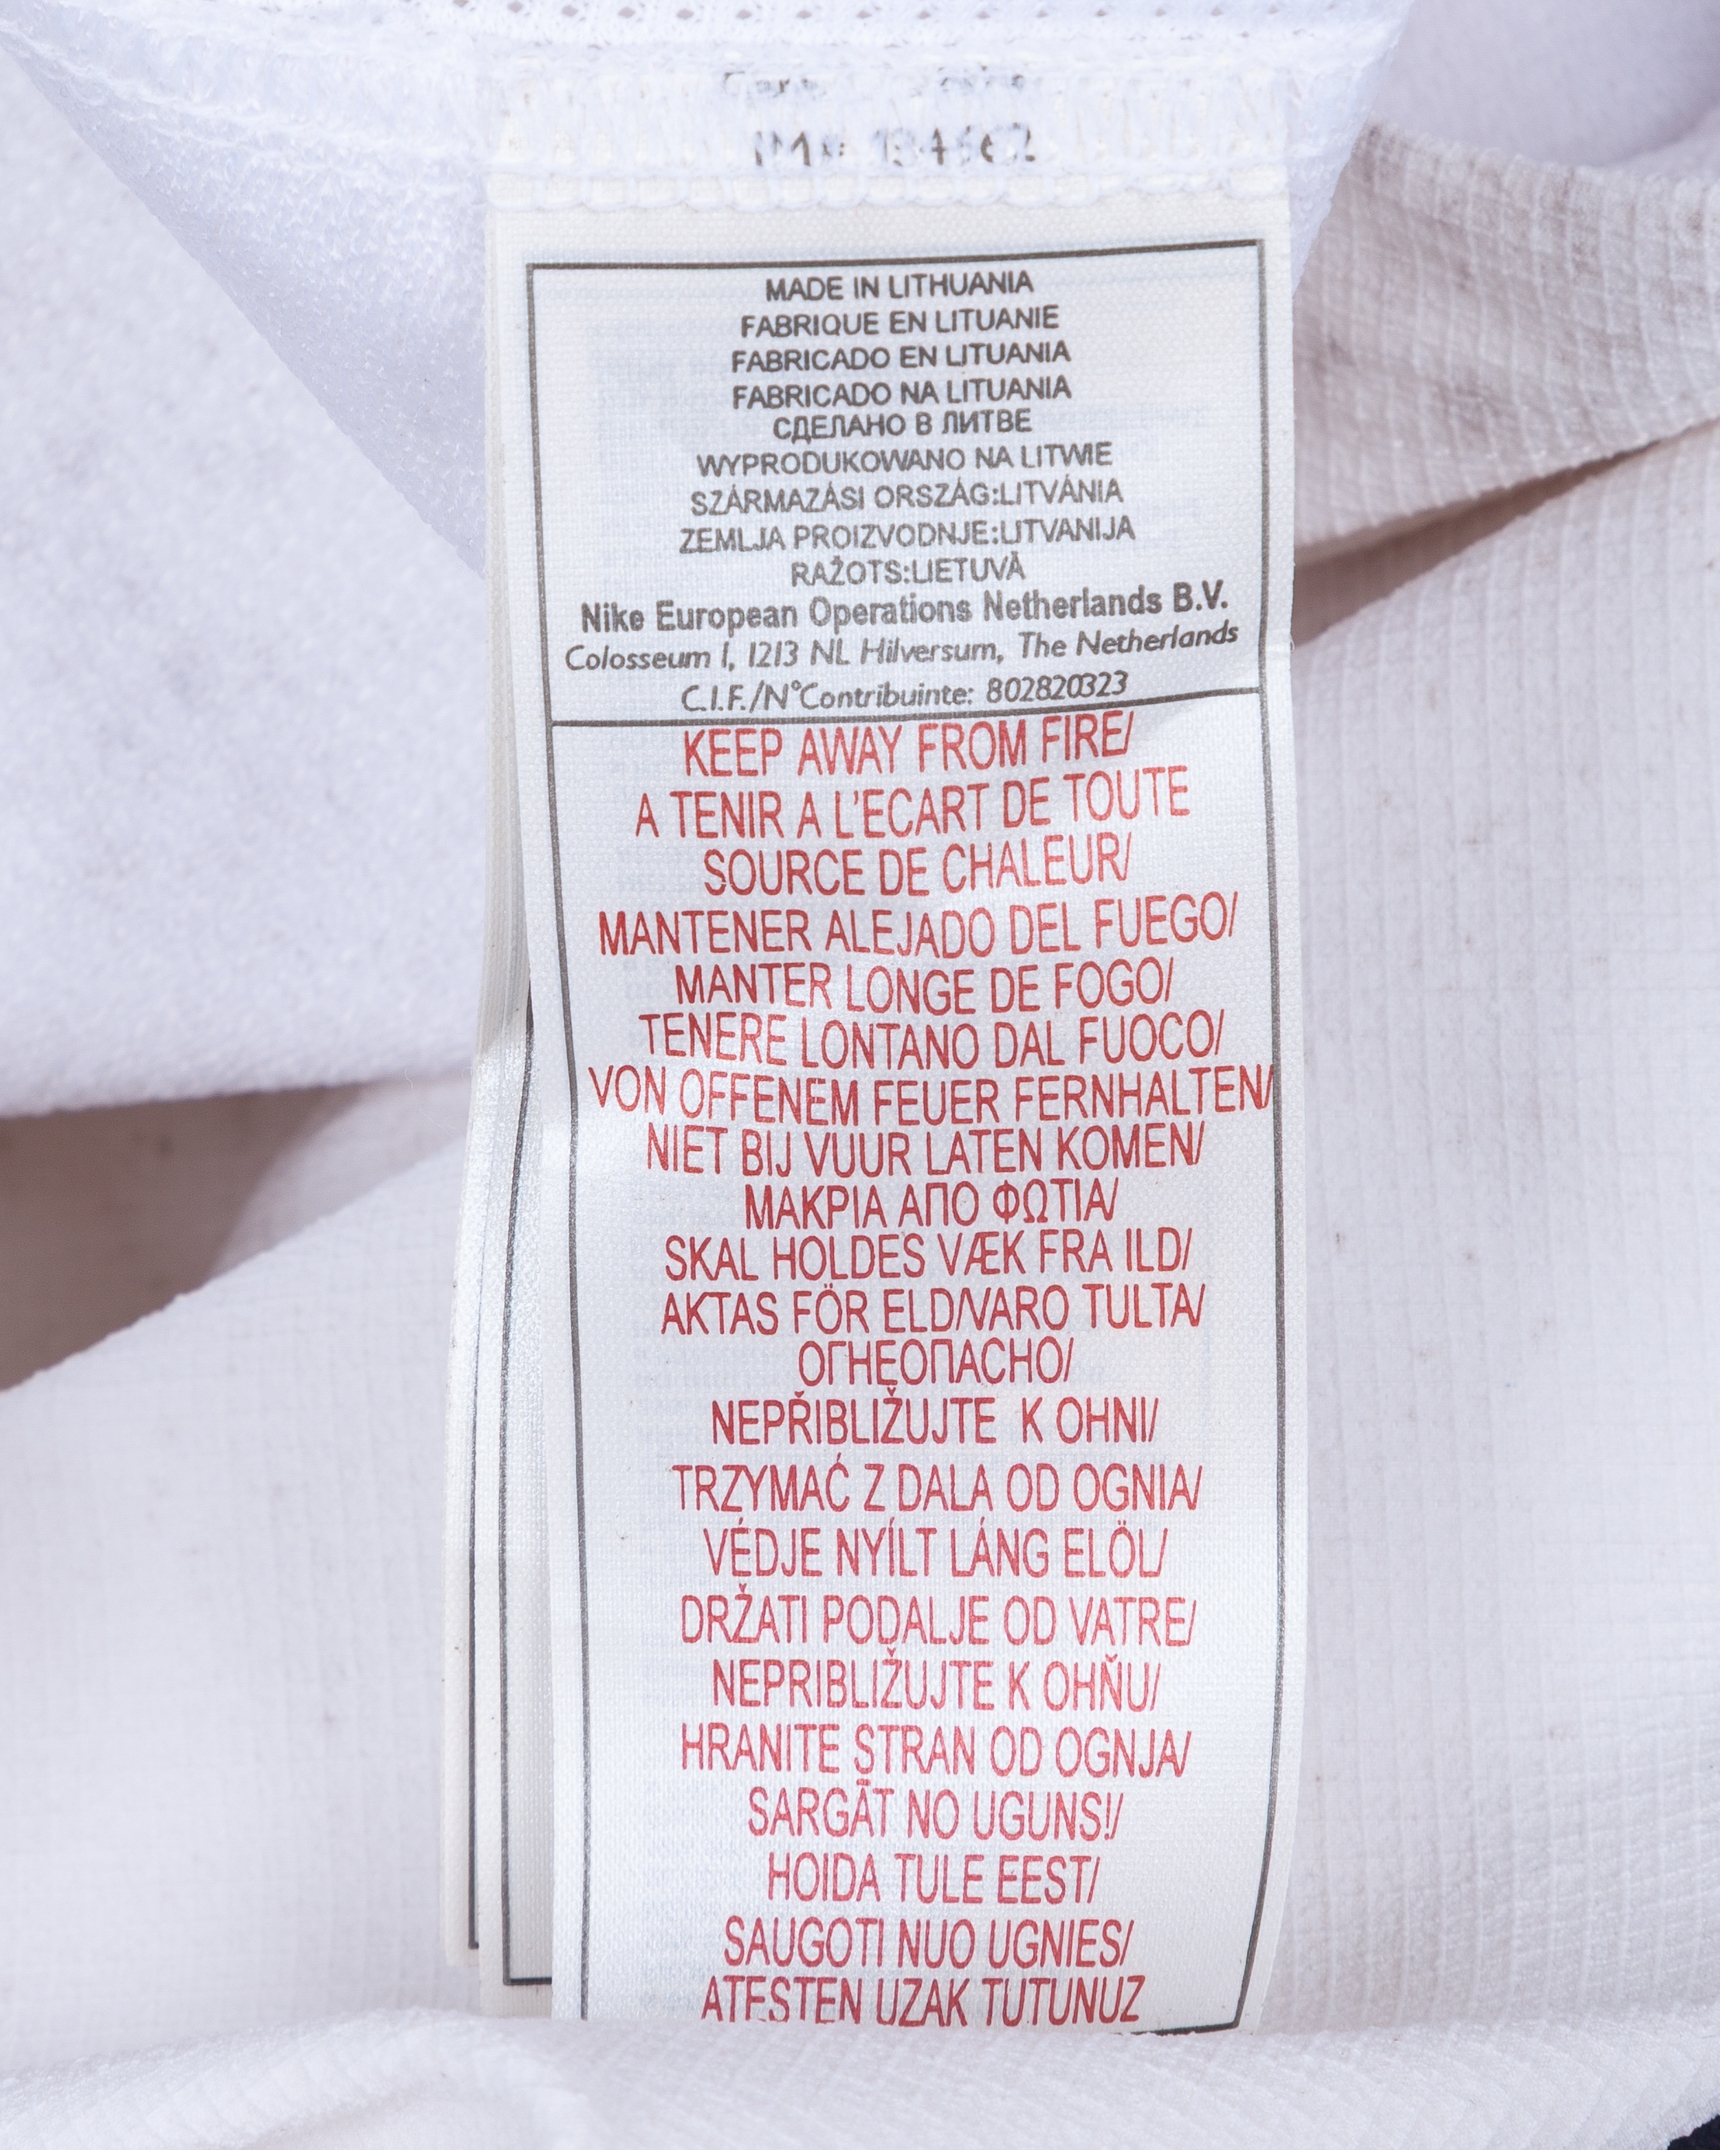 MADE IN LITHUANIA
FABRIQUE EN LITUANIE
FABRICADO EN LITUANIA
FABRICADO NA LITUANIA
СДЕЛАНО В ЛИТВЕ
WYPRODUKOWANO NA LITWIE
SZÁRMAZÁSI ORSZÁG:LITVÁNIA
ZEMLJA PROIZVODNJE:LITVANIJA
RAŽOTS:LIETUVĀ
Nike European Operations Netherlands B.V.
Colosseum 1, 1213 NL Hilversum, The Netherlands
C.I.F./N°Contribuinte: 802820323
KEEP AWAY FROM FIRE/
A TENIR A L'ECART DE TOUTE
SOURCE DE CHALEUR/
MANTENER ALEJADO DEL FUEGO/
MANTER LONGE DE FOGO/
TENERE LONTANO DAL FUOCO/
VON OFFENEM FEUER FERNHALTEN/
NIET BIJ VUUR LATEN KOMEN/
ΜΑΚΡΙΑ ΑΠΟ ΦΩΤΙΑ/
SKAL HOLDES VÆK FRA ILD/
AKTAS FÖR ELD/VARO TULTA/
ОГНЕОПАСНО/
NEPŘIBLIŽUJTE K OHNI/
TRZYMAĆ Z DALA OD OGNIA/
VÉDJE NYÍLT LÁNG ELÖL/
DRŽATI PODALJE OD VATRE/
NEPRIBLIŽUJTE K OHŇU/
HRANITE STRAN OD OGNJA/
SARGĀT NO UGUNS!/
HOIDA TULE EEST/
SAUGOTI NUO UGNIES/
ATESTEN UZAK TUTUNUZ